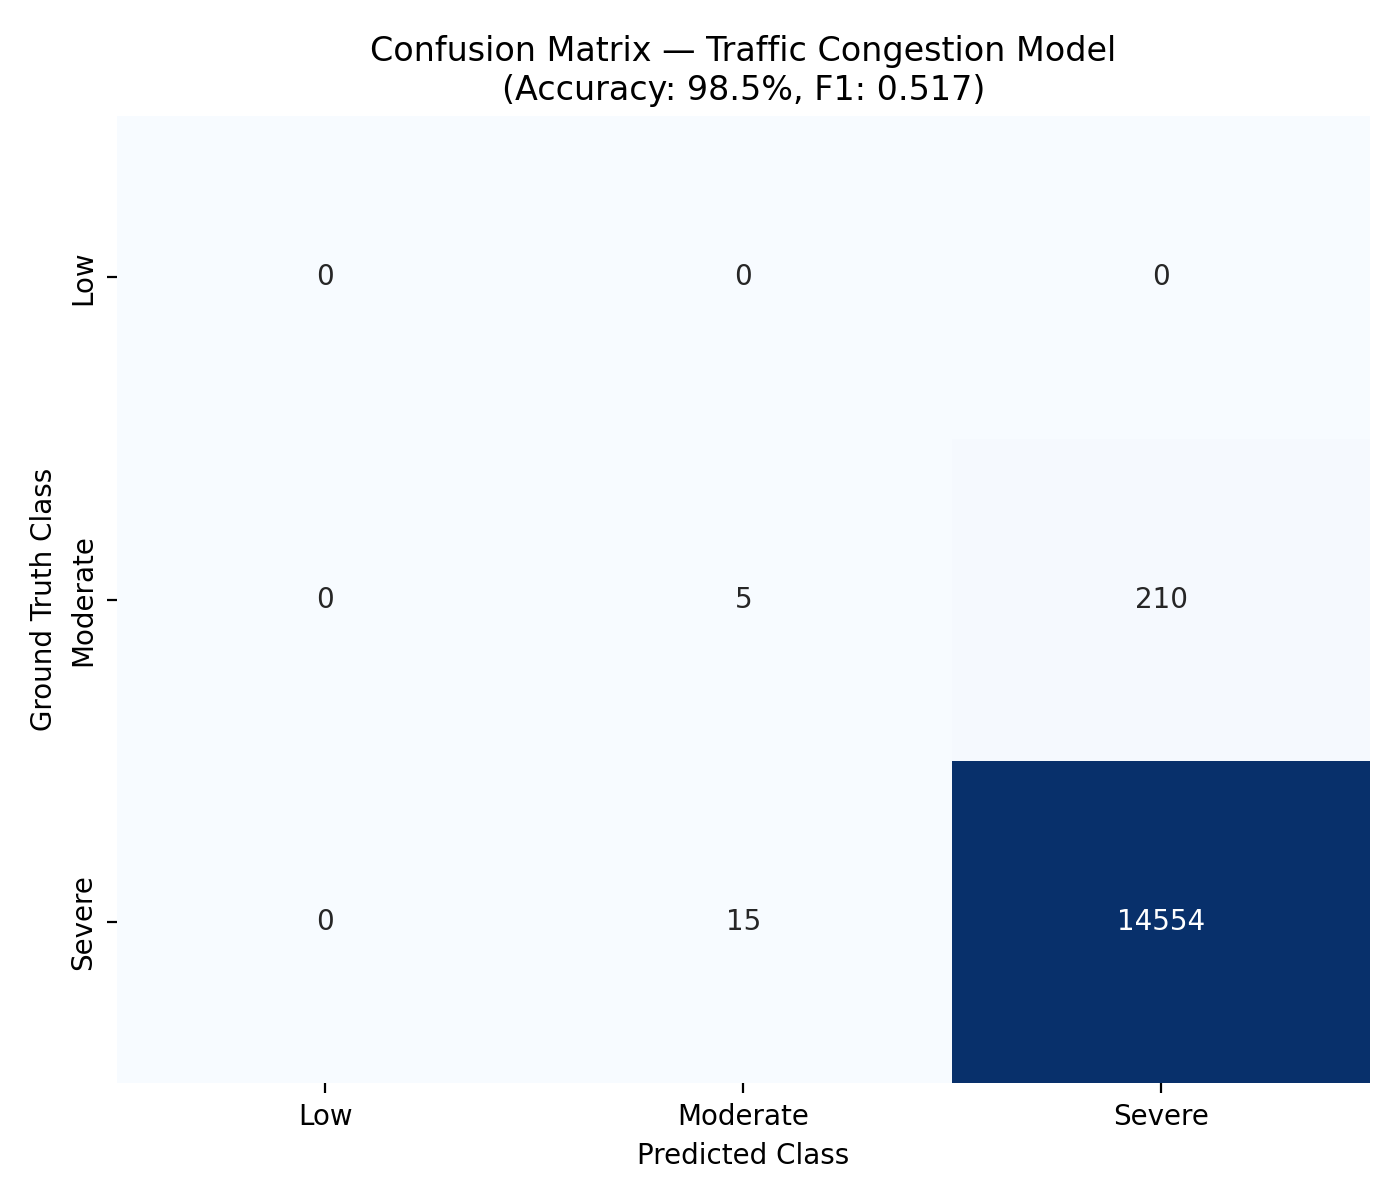 Confusion Matrix — Traffic Congestion Model
(Accuracy: 98.5%, F1: 0.517)
Ground Truth Class
Low
0
0
0
Moderate
0
5
210
Severe
0
15
14554
Low
Moderate
Severe
Predicted Class